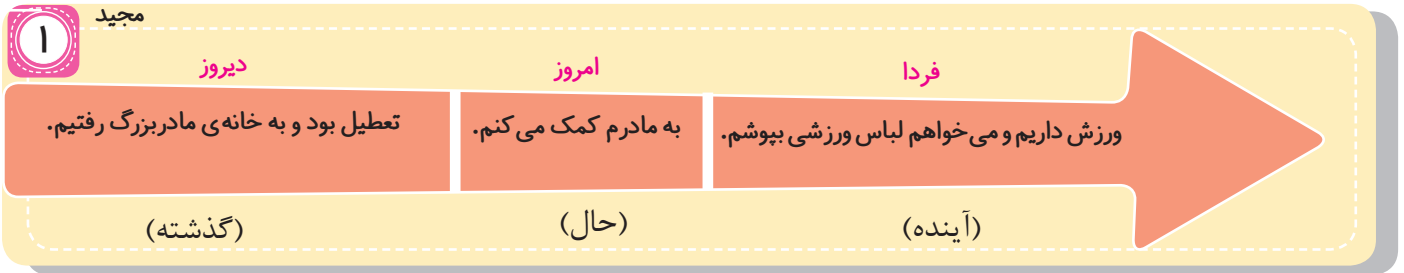 مجید
۱
فردا امروز دیروز
ورزش داریم و می‌خواهم لباس ورزشی بپوشم. به مادرم کمک می‌کنم. تعطیل بود و به خانه‌ی مادربزرگ رفتیم.
(آینده) (حال) (گذشته)